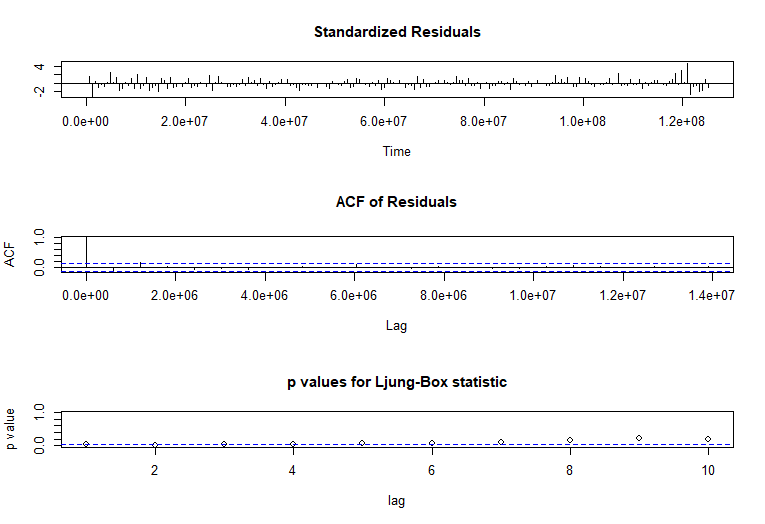 Standardized Residuals
4
-2
0.0e+00 2.0e+07 4.0e+07 6.0e+07 8.0e+07 1.0e+08 1.2e+08
Time
ACF of Residuals
ACF
1.0
0.0
0.0e+00 2.0e+06 4.0e+06 6.0e+06 8.0e+06 1.0e+07 1.2e+07 1.4e+07
Lag
p values for Ljung-Box statistic
p value
1.0
0.0
2 4 6 8 10
lag